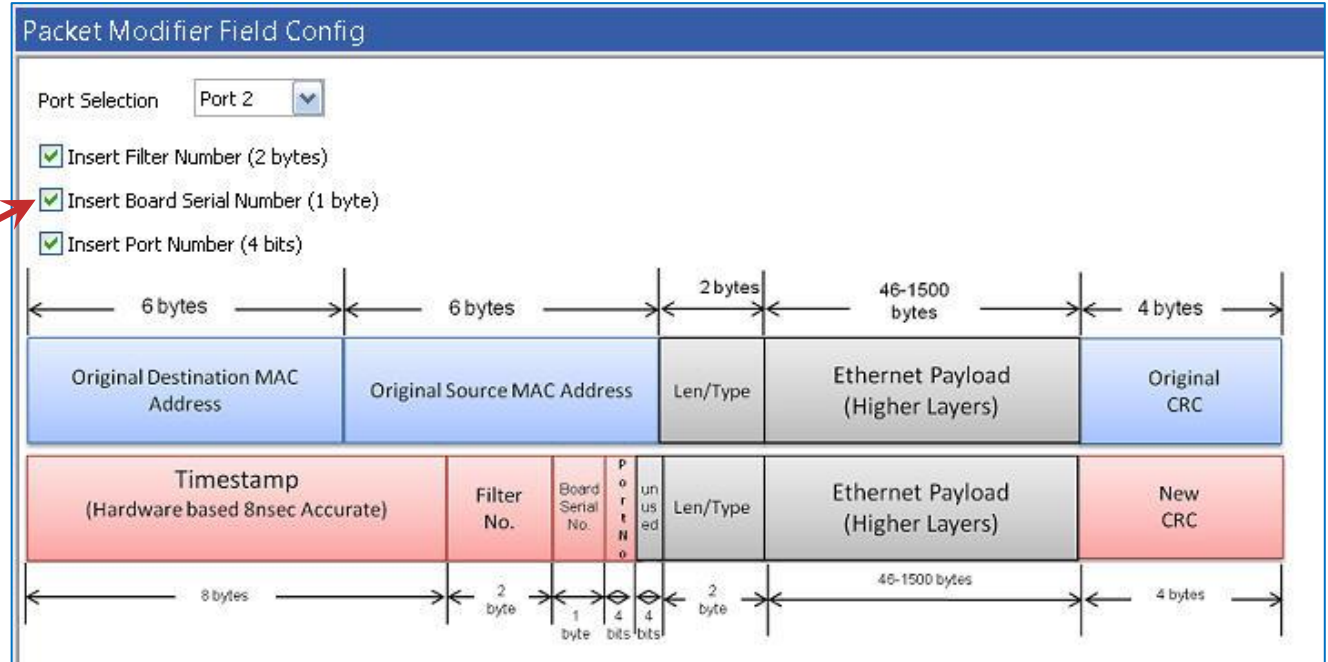 Packet Modifier Field Config
Port Selection Port 2
Insert Filter Number (2 bytes)
Insert Board Serial Number (1 byte)
Insert Port Number (4 bits)
6 bytes 6 bytes 2 bytes 46-1500 bytes 4 bytes
Original Destination MAC
Address
Original Source MAC Address
Len/Type
Ethernet Payload
(Higher Layers)
Original
CRC
Timestamp
(Hardware based 8nsec Accurate)
Filter
No.
Board
Serial
No.
Port No
un
us
ed
Len/Type
Ethernet Payload
(Higher Layers)
New
CRC
8 bytes
2
byte
1
byte
4
bits
4
bits
2
byte
46-1500 bytes
4 bytes